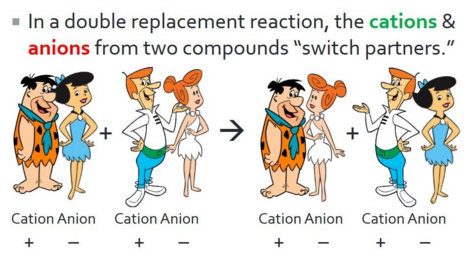 ▪ In a double replacement reaction, the cations &
anions from two compounds “switch partners.”
+ → +
Cation Anion Cation Anion Cation Anion Cation Anion
+ − + − + − + −